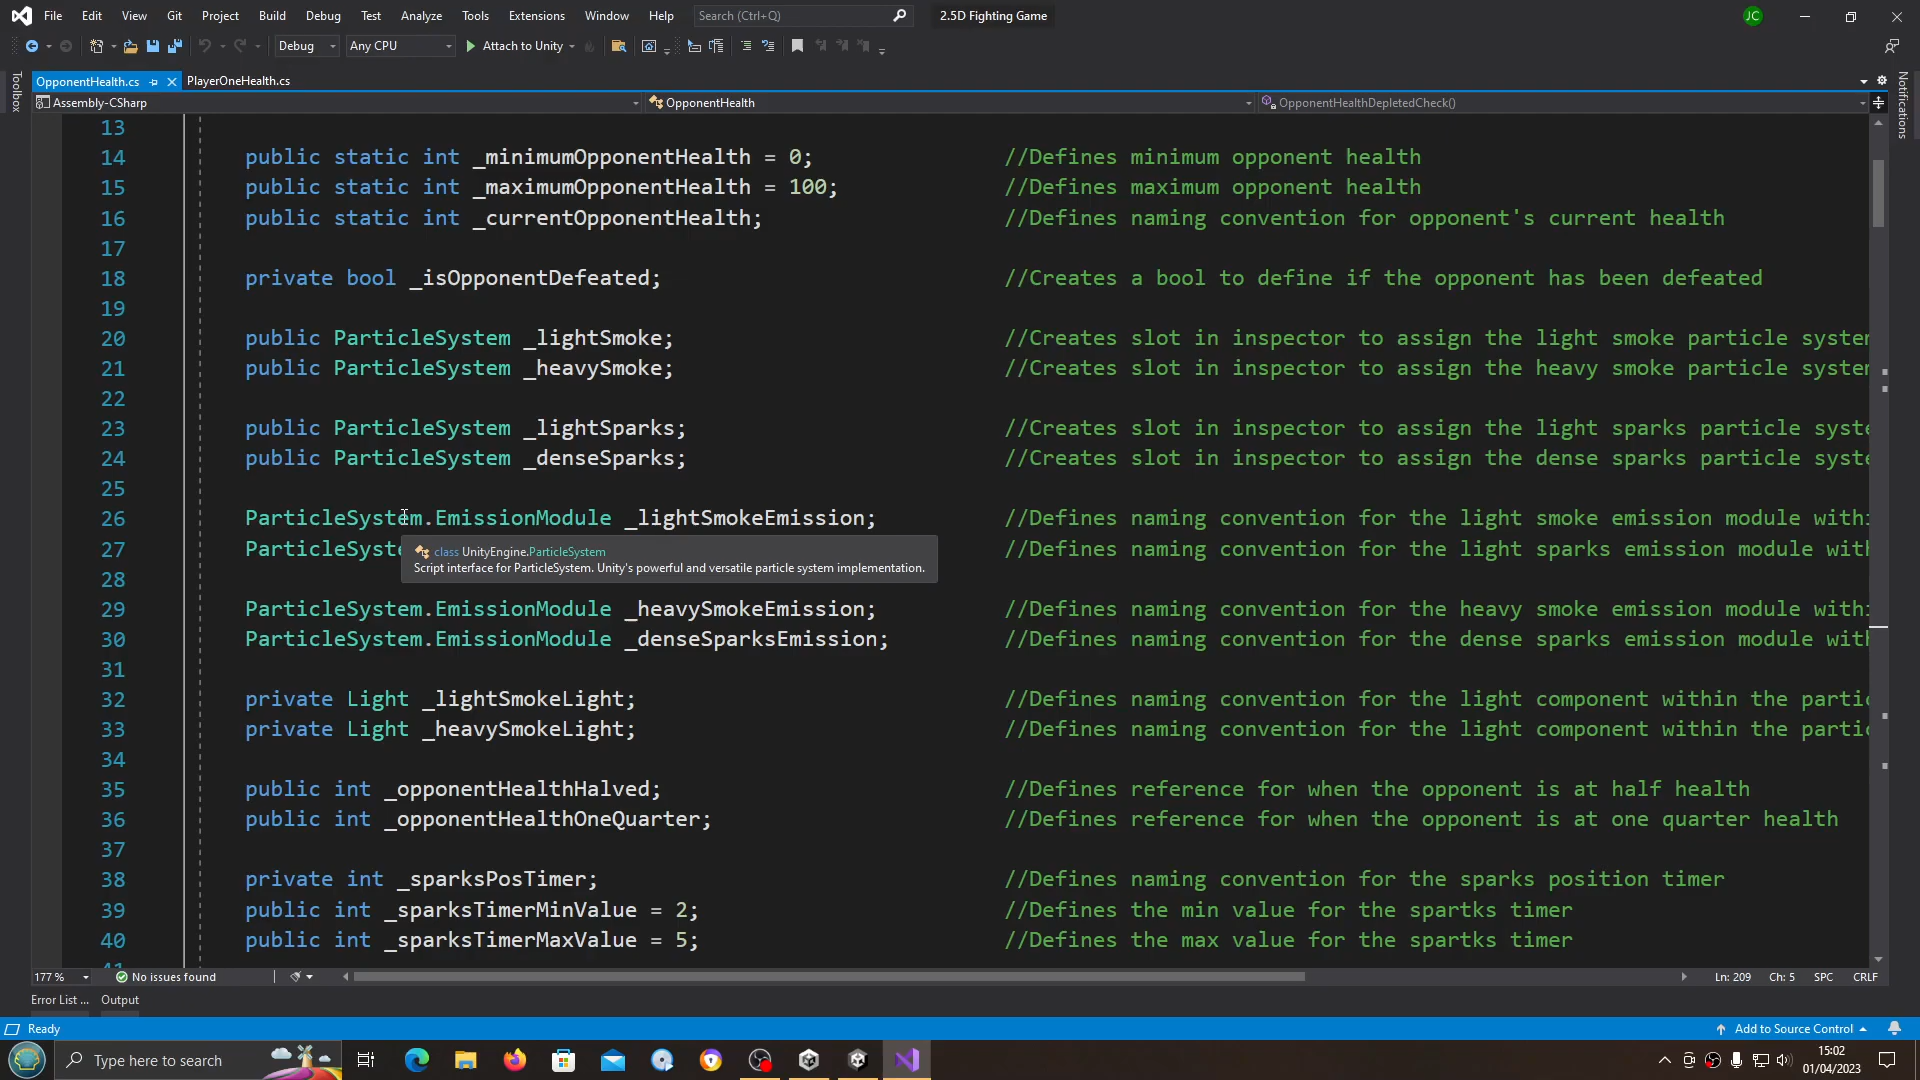 File Edit View Git Project Build Debug Test Analyze Tools Extensions Window Help Search (Ctrl+Q) 2.5D Fighting Game JC
Debug Any CPU Attach to Unity
Toolbox
OpponentHealth.cs PlayerOneHealth.cs
Notifications
Assembly-CSharp OpponentHealth OpponentHealthDepletedCheck()
13
14 public static int _minimumOpponentHealth = 0; //Defines minimum opponent health
15 public static int _maximumOpponentHealth = 100; //Defines maximum opponent health
16 public static int _currentOpponentHealth; //Defines naming convention for opponent's current health
17
18 private bool _isOpponentDefeated; //Creates a bool to define if the opponent has been defeated
19
20 public ParticleSystem _lightSmoke; //Creates slot in inspector to assign the light smoke particle system
21 public ParticleSystem _heavySmoke; //Creates slot in inspector to assign the heavy smoke particle system
22
23 public ParticleSystem _lightSparks; //Creates slot in inspector to assign the light sparks particle syste
24 public ParticleSystem _denseSparks; //Creates slot in inspector to assign the dense sparks particle syste
25
26 ParticleSystem.EmissionModule _lightSmokeEmission; //Defines naming convention for the light smoke emission module withi
27 ParticleSyste //Defines naming convention for the light sparks emission module with
class UnityEngine.ParticleSystem
Script interface for ParticleSystem. Unity's powerful and versatile particle system implementation.
28
29 ParticleSystem.EmissionModule _heavySmokeEmission; //Defines naming convention for the heavy smoke emission module withi
30 ParticleSystem.EmissionModule _denseSparksEmission; //Defines naming convention for the dense sparks emission module with
31
32 private Light _lightSmokeLight; //Defines naming convention for the light component within the partic
33 private Light _heavySmokeLight; //Defines naming convention for the light component within the partic
34
35 public int _opponentHealthHalved; //Defines reference for when the opponent is at half health
36 public int _opponentHealthOneQuarter; //Defines reference for when the opponent is at one quarter health
37
38 private int _sparksPosTimer; //Defines naming convention for the sparks position timer
39 public int _sparksTimerMinValue = 2; //Defines the min value for the spartks timer
40 public int _sparksTimerMaxValue = 5; //Defines the max value for the spartks timer
177 % No issues found Ln: 209 Ch: 5 SPC CRLF
Error List ... Output
Ready Add to Source Control
Type here to search
15:02
01/04/2023